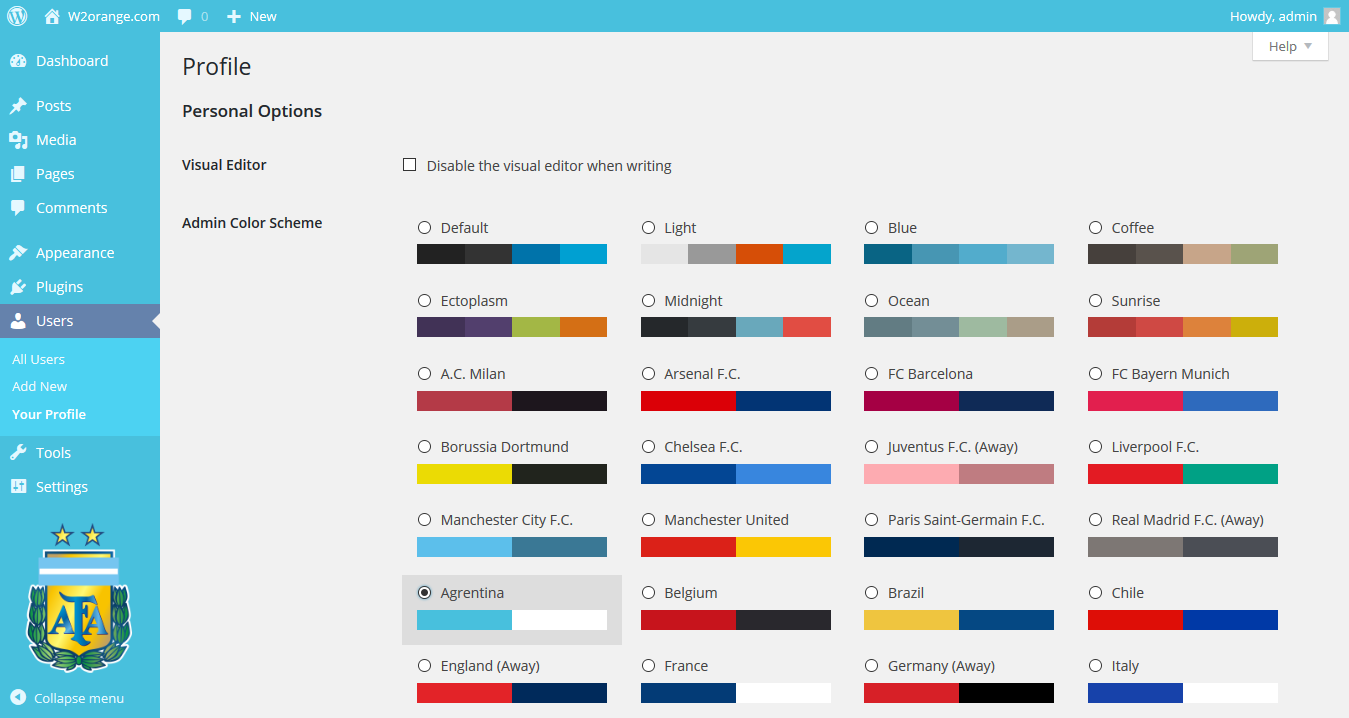 W2orange.com 0 New Howdy, admin
Help
Dashboard
Posts
Media
Pages
Comments
Appearance
Plugins
Users
All Users
Add New
Your Profile
Tools
Settings
AFA
Collapse menu
Profile
Personal Options
Visual Editor Disable the visual editor when writing
Admin Color Scheme
Default Light Blue Coffee
Ectoplasm Midnight Ocean Sunrise
A.C. Milan Arsenal F.C. FC Barcelona FC Bayern Munich
Borussia Dortmund Chelsea F.C. Juventus F.C. (Away) Liverpool F.C.
Manchester City F.C. Manchester United Paris Saint-Germain F.C. Real Madrid F.C. (Away)
Agrentina Belgium Brazil Chile
England (Away) France Germany (Away) Italy